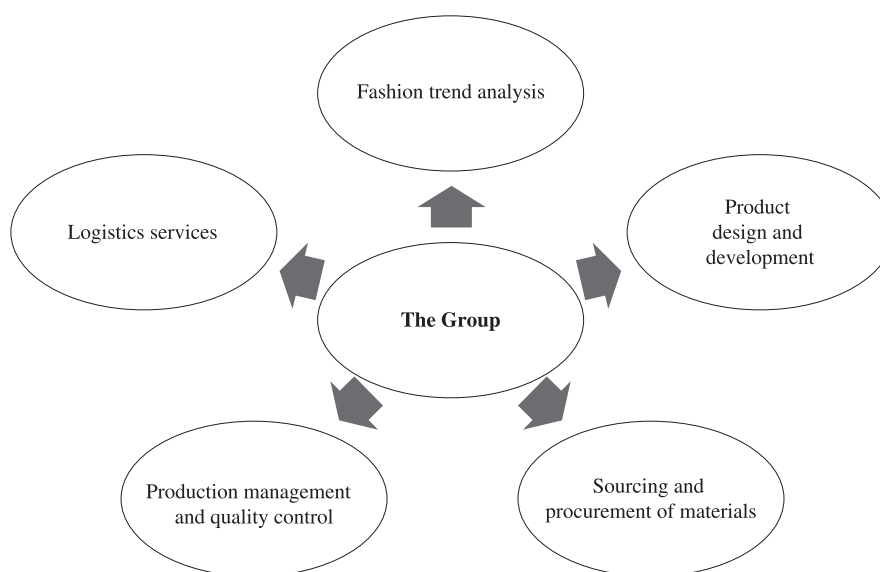 Fashion trend analysis
Logistics services
Product
design and
development
The Group
Production management
and quality control
Sourcing and
procurement of materials